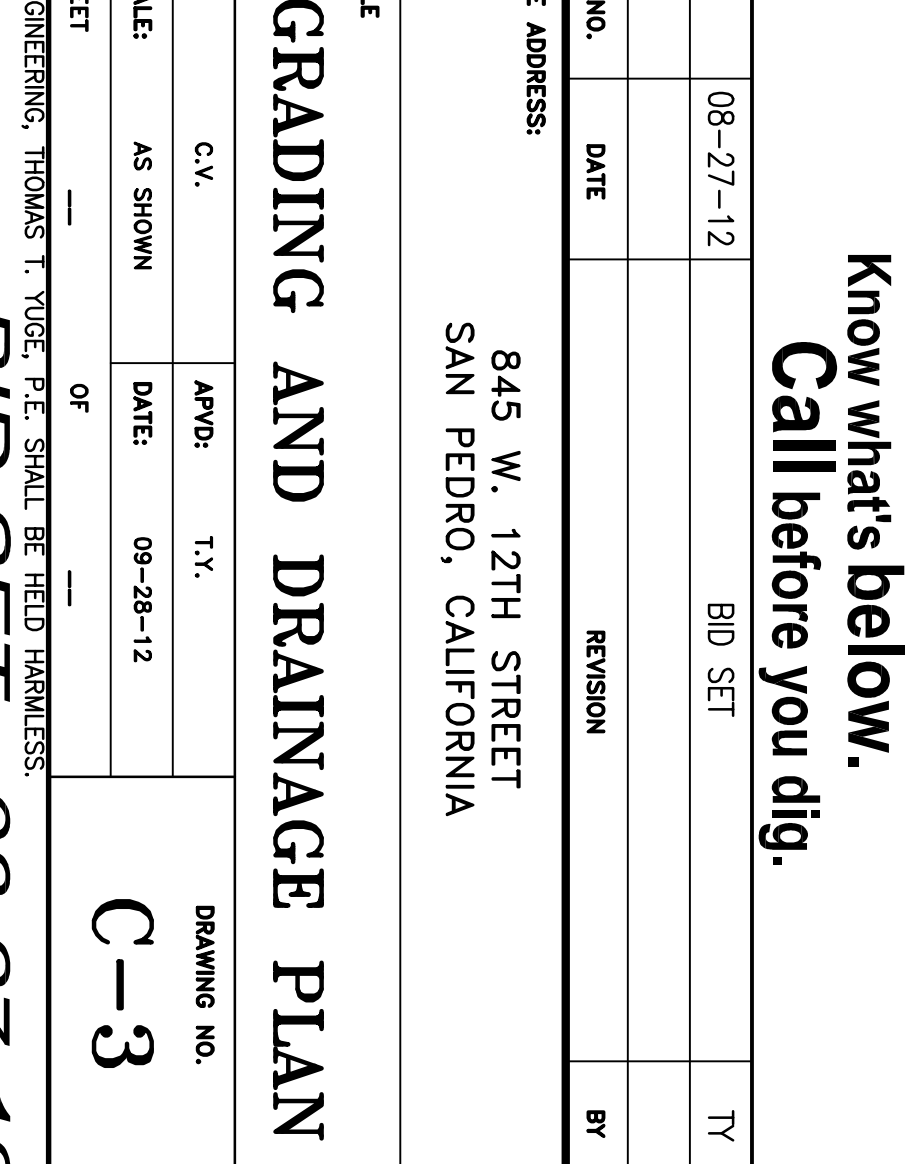 Know what's below.
Call before you dig.
08-27-12 BID SET TY
NO. DATE REVISION BY
ADDRESS:
845 W. 12TH STREET
SAN PEDRO, CALIFORNIA
GRADING AND DRAINAGE PLAN
C.V. APVD: T.Y. DRAWING NO.
AS SHOWN DATE: 09-28-12
C-3
OF
THOMAS T. YUGE, P.E. SHALL BE HELD HARMLESS.